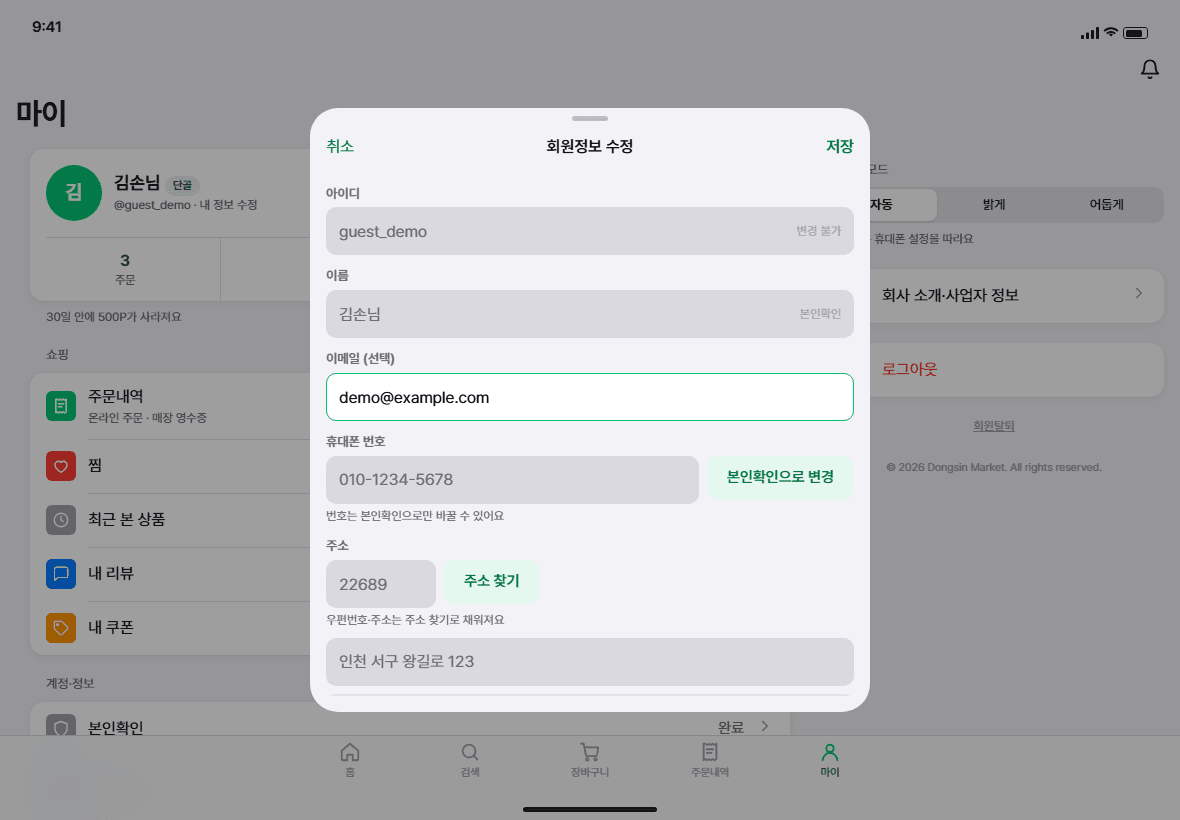 9:41
마이
김
김손님 단골
@guest_demo · 내 정보 수정
3
주문
30일 안에 500P가 사라져요
쇼핑
주문내역
온라인 주문 · 매장 영수증
찜
최근 본 상품
내 리뷰
내 쿠폰
계정·정보
본인확인
완료
취소
회원정보 수정
저장
아이디
guest_demo
변경 불가
이름
김손님
본인확인
이메일 (선택)
demo@example.com
휴대폰 번호
010-1234-5678
본인확인으로 변경
번호는 본인확인으로만 바꿀 수 있어요
주소
22689
주소 찾기
우편번호·주소는 주소 찾기로 채워져요
인천 서구 왕길로 123
모드
자동
밝게
어둡게
휴대폰 설정을 따라요
회사 소개·사업자 정보
로그아웃
회원탈퇴
© 2026 Dongsin Market. All rights reserved.
홈
검색
장바구니
주문내역
마이